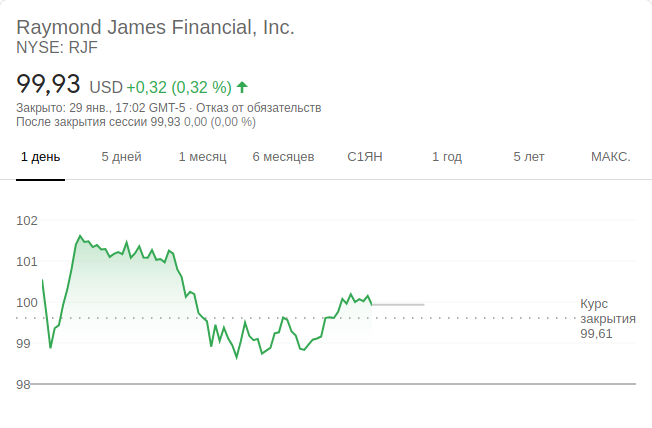 Raymond James Financial, Inc.
NYSE: RJF
99,93 USD +0,32 (0,32 %)
Закрыто: 29 янв., 17:02 GMT-5 · Отказ от обязательств
После закрытия сессии 99,93 0,00 (0,00 %)
1 день 5 дней 1 месяц 6 месяцев С1ЯН 1 год 5 лет МАКС.
102
101
100
99
98
Курс
закрытия
99,61